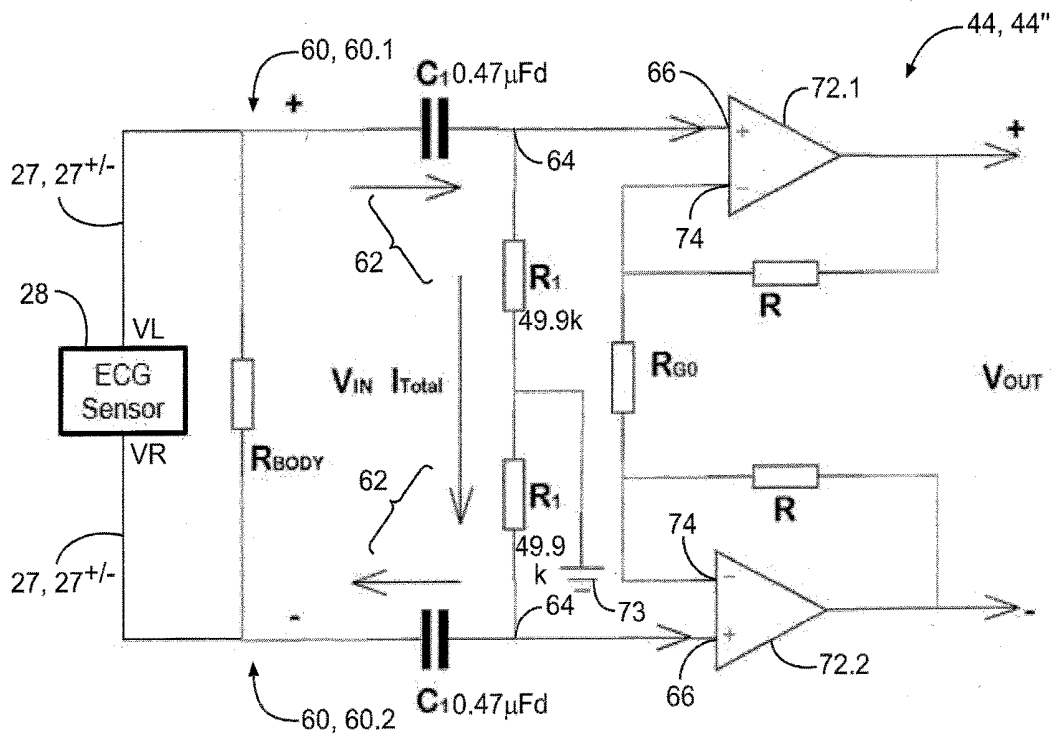 44, 44"
60, 60.1
C₁ 0.47μFd
66
72.1
+
+
+
64
27, 27+/-
−
74
62
R₁
R
49.9k
28
VL
ECG
Sensor
VIN ITotal
RG0
VOUT
VR
RBODY
62
R₁
R
49.9
k
74
27, 27+/-
−
73
-
64
-
+
66
72.2
C₁ 0.47μFd
60, 60.2